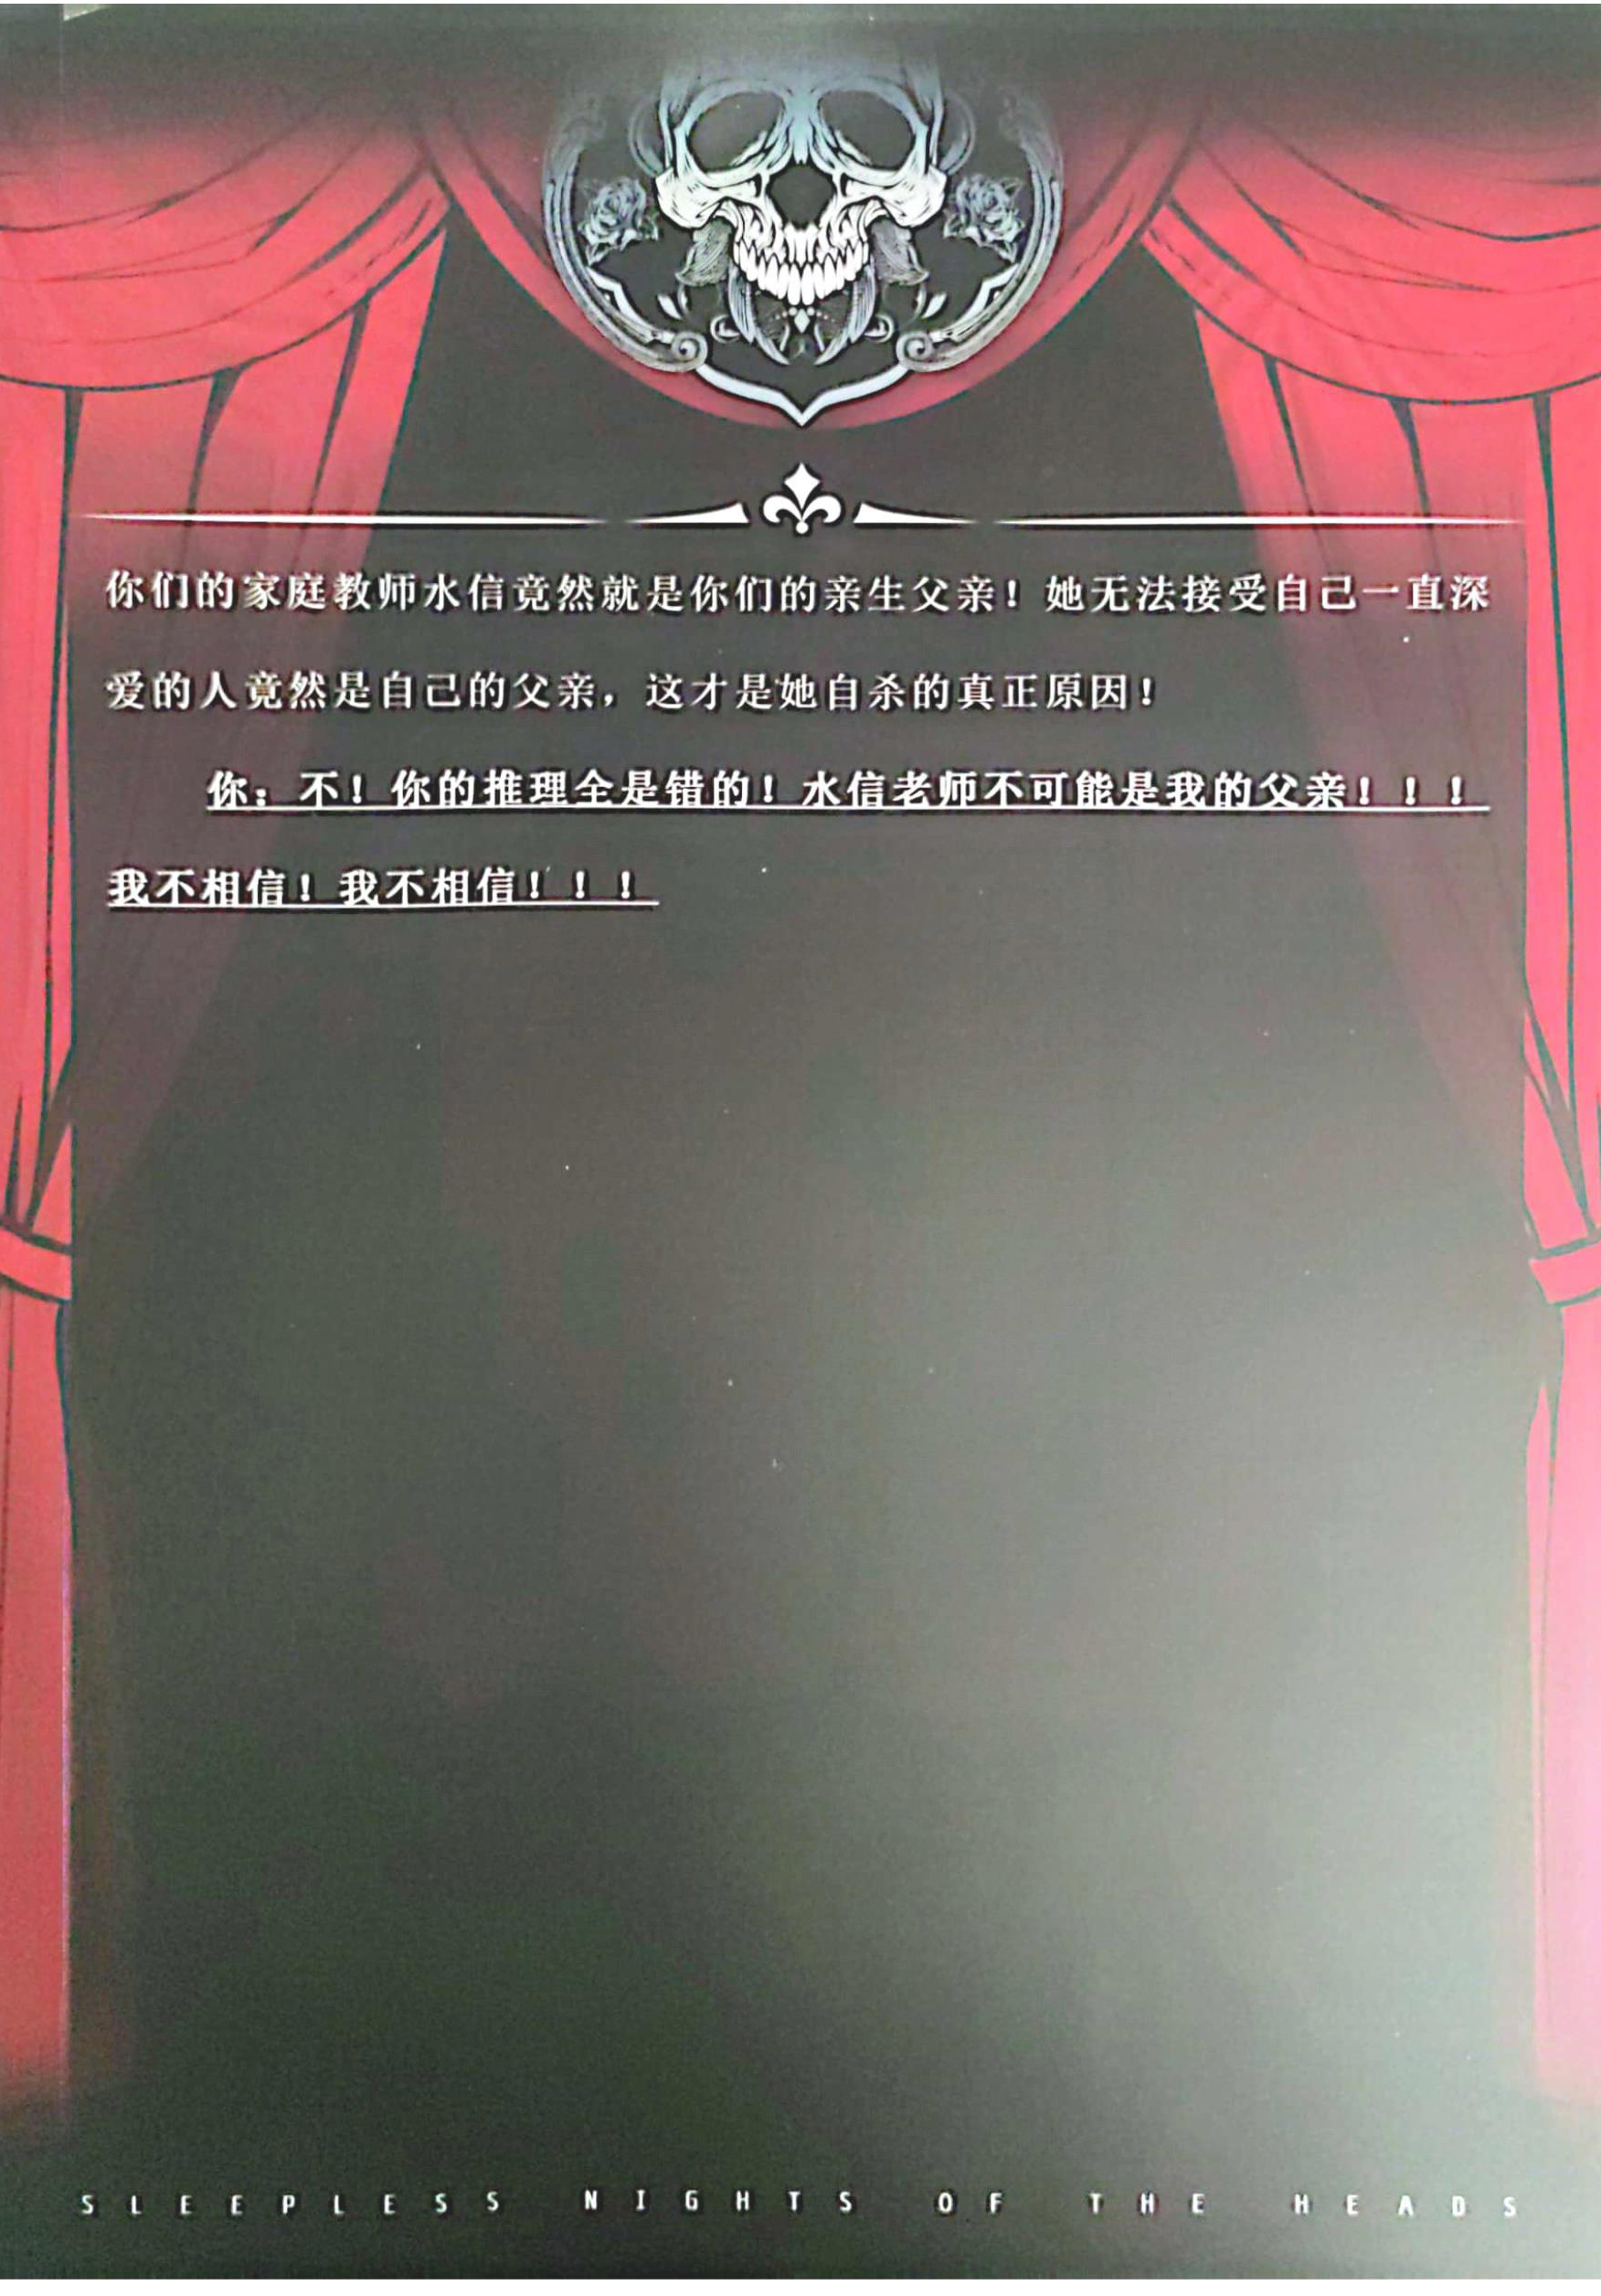 你们的家庭教师水信竟然就是你们的亲生父亲！她无法接受自己一直深
爱的人竟然是自己的父亲，这才是她自杀的真正原因！
你：不！你的推理全是错的！水信老师不可能是我的父亲！！！
我不相信！我不相信！！！
SLEEPLESS NIGHTS OF THE HEADS